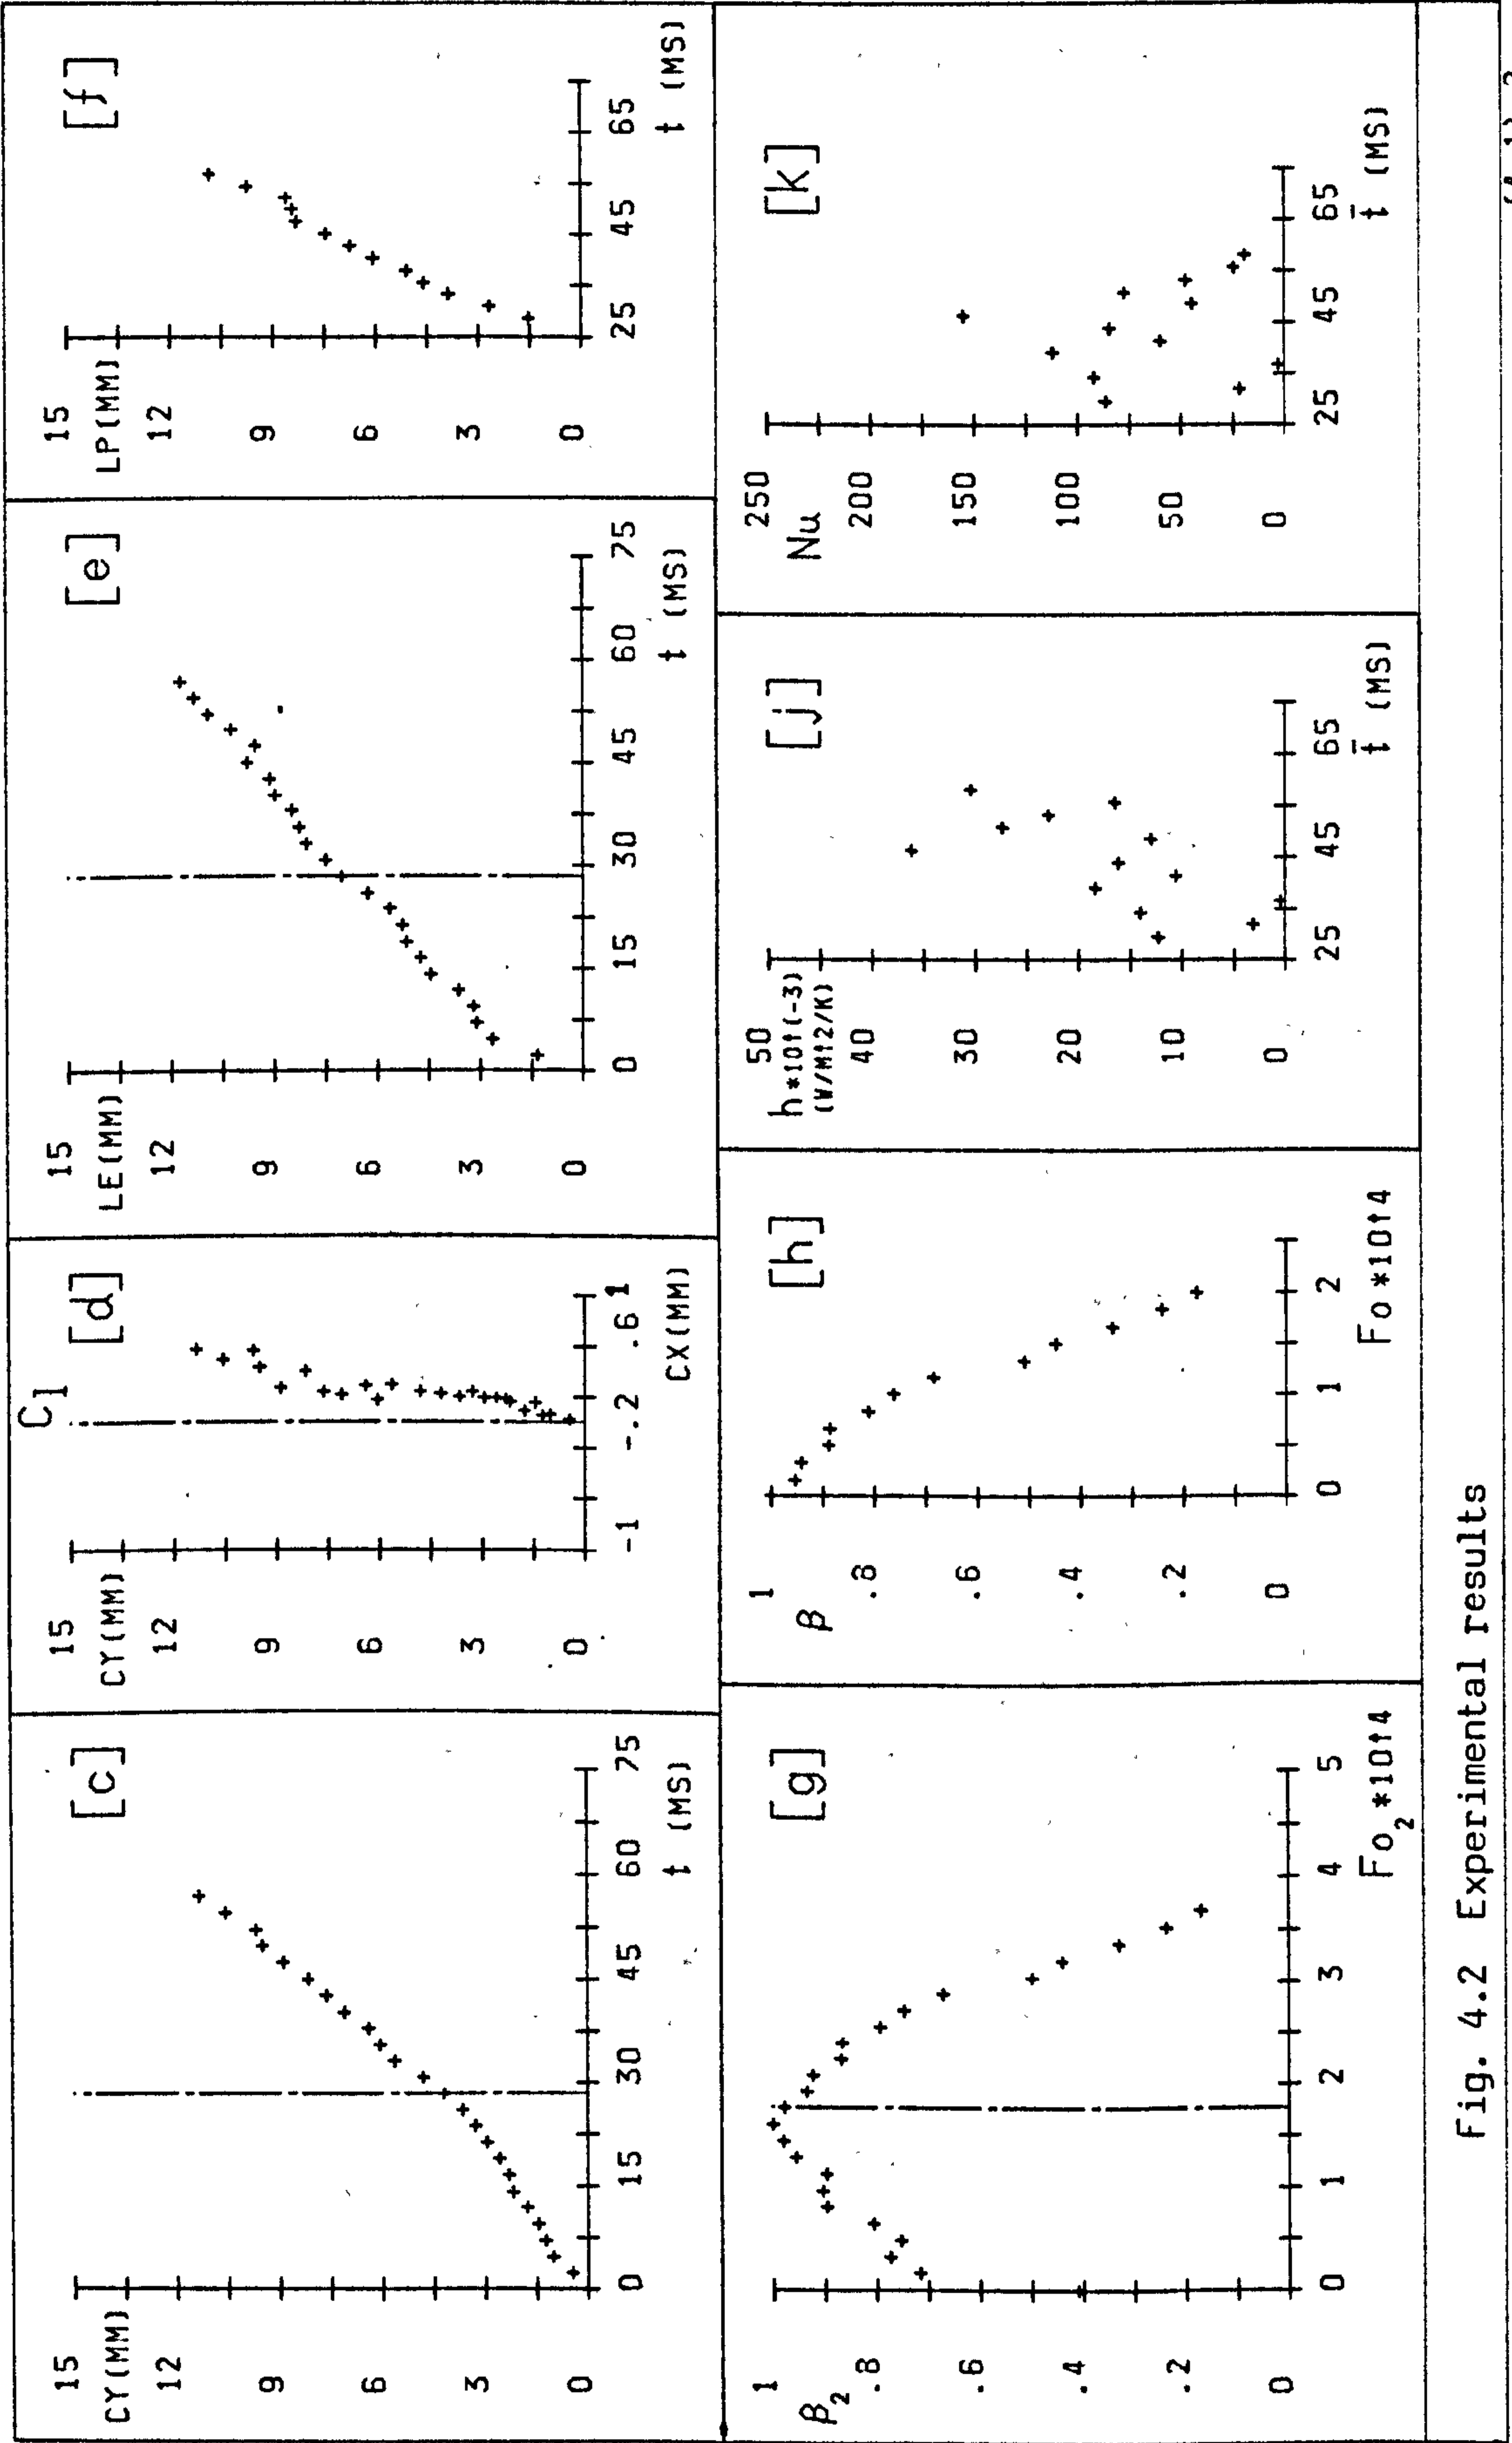 [c]
15
CY(MM)
12
9
6
3
0
0 15 30 45 60 75
t (MS)
C1
[d]
15
CY(MM)
12
9
6
3
0
-1 -.2 .6 1
CX(MM)
[e]
15
LE(MM)
12
9
6
3
0
0 15 30 45 60 75
t (MS)
[f]
15
LP(MM)
12
9
6
3
0
25 45 65
t (MS)
[g]
1
β2
.8
.6
.4
.2
0
0 1 2 3 4 5
Fo2 *10↑4
[h]
1
β
.8
.6
.4
.2
0
0 1 2
Fo *10↑4
[j]
50
h*10↑(-3)
(W/M↑2/K)
40
30
20
10
0
25 45 65
t̄ (MS)
[k]
250
Nu
200
150
100
50
0
25 45 65
t̄ (MS)
Fig. 4.2 Experimental results